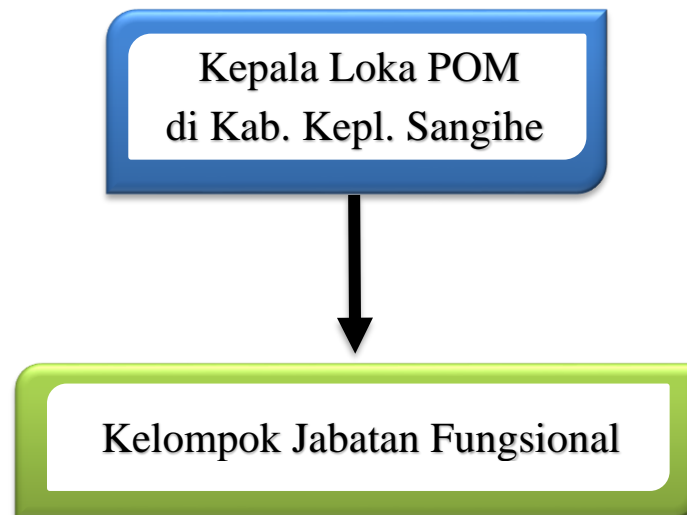 Kepala Loka POM
di Kab. Kepl. Sangihe
Kelompok Jabatan Fungsional